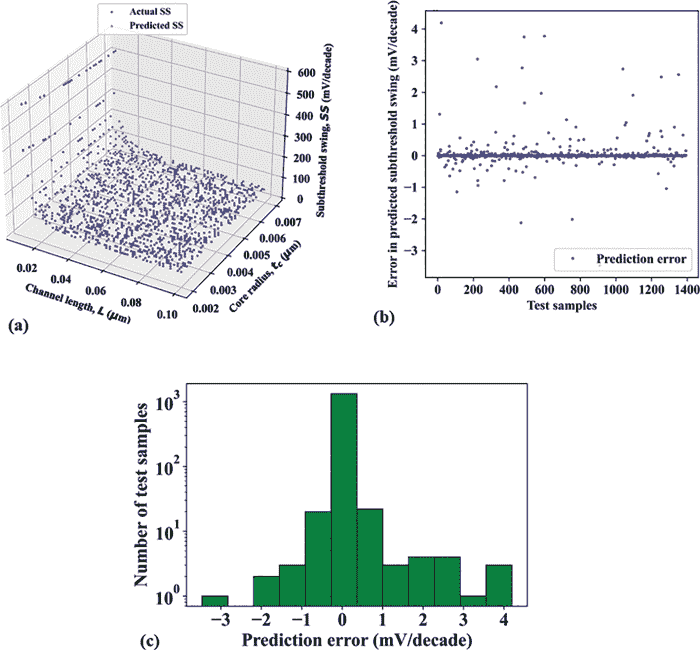 Actual SS
Predicted SS
600
500
400
300
200
100
0
Subthreshold swing, SS (mV/decade)
0.007
0.006
0.005
0.004
0.003
0.002
Core radius, tc (μm)
0.02
0.04
0.06
0.08
0.10
Channel length, L (μm)
(a)
4
3
2
1
0
−1
−2
−3
Error in predicted subthreshold swing (mV/decade)
Prediction error
0 200 400 600 800 1000 1200 1400
Test samples
(b)
10³
10²
10¹
10⁰
Number of test samples
−3 −2 −1 0 1 2 3 4
Prediction error (mV/decade)
(c)